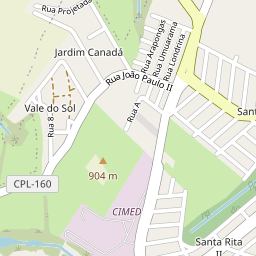 Rua Projetada
Jardim Canadá
Rua Arapongas
Rua Umuarama
Rua Londrina
Rua João Paulo II
Vale do Sol
Rua 8
Rua A
Sant
904 m
CPL-160
CIMED
Santa Rita
II